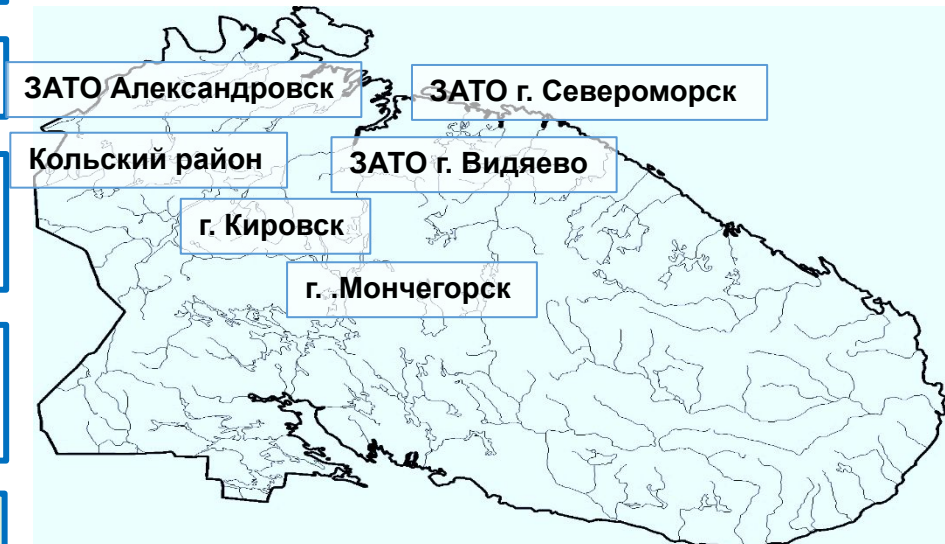 ЗАТО Александровск
ЗАТО г. Североморск
Кольский район
ЗАТО г. Видяево
г. Кировск
г. .Мончегорск